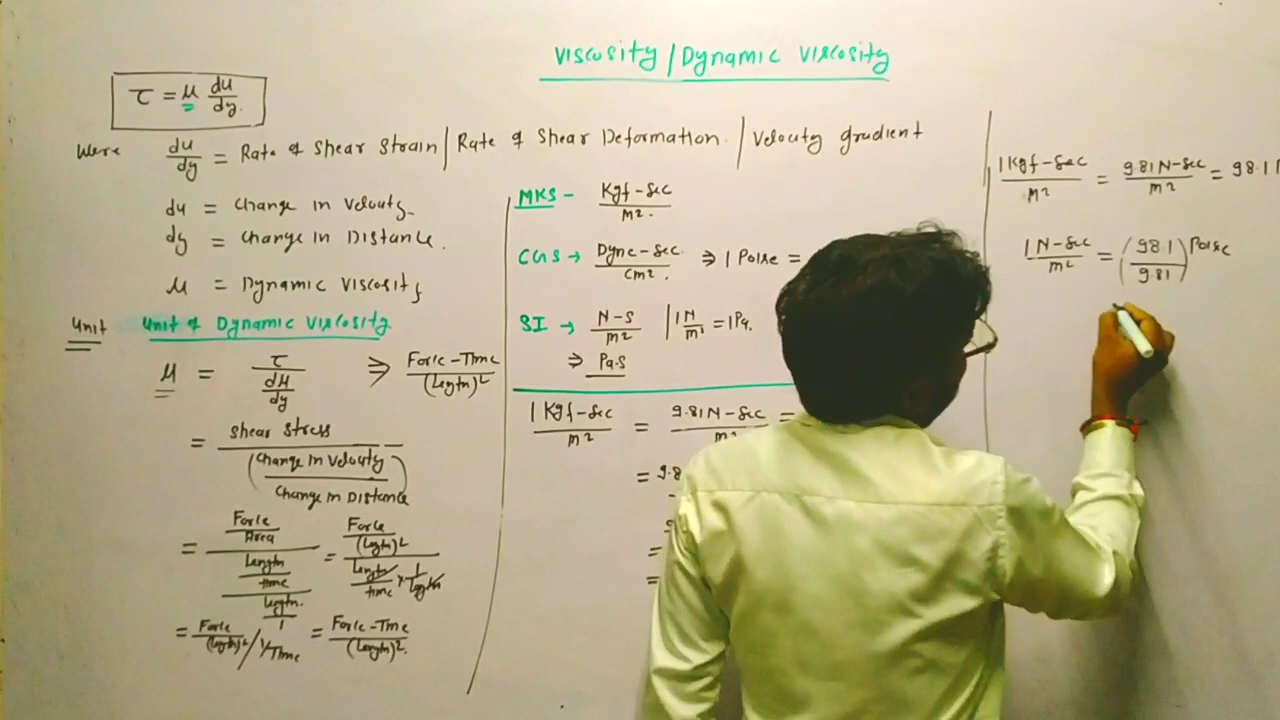 Viscosity / Dynamic Viscosity
τ = μ du/dy.
Were du/dy = Rate of Shear Strain / Rate of Shear Deformation. / Velocity gradient
du = Change in Velocity
dy = Change in Distance.
μ = Dynamic Viscosity
Unit Unit of Dynamic Viscosity
μ = τ / (du/dy) ⇒ Force-Time / (Length)²
= Shear Stress / (Change in Velocity / Change in Distance)
= (Force/Area) / ((Length/time) / (Length/1)) = (Force/(Length)²) / (Length/time × 1/Length)
= Force/(Length)² / 1/Time = Force-Time/(Length)².
MKS - Kgf-Sec / m².
CGS → Dyne-Sec. / cm². ⇒ 1 Poise =
SI → N-S / m² | 1N/m² = 1Pa.
⇒ Pa.S
1 Kgf-Sec / m² = 9.81 N-Sec / m² =
= 9.8
=
=
1 Kgf-Sec / m² = 9.81 N-Sec / m² = 98.1
1 N-Sec / m² = (98.1 / 9.81) Poise